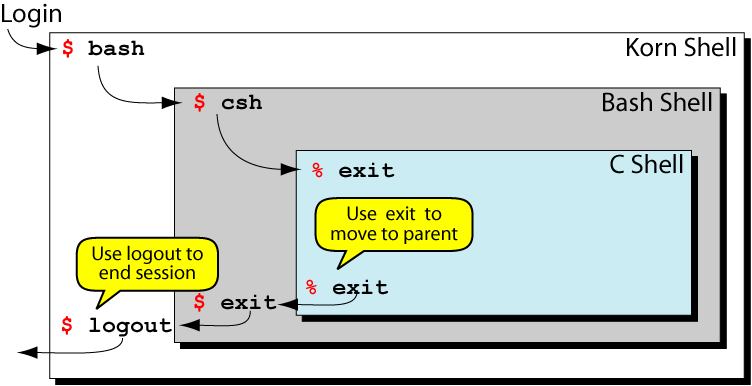 Login
$ bash
Korn Shell
$ csh
Bash Shell
% exit
C Shell
Use exit to
move to parent
Use logout to
end session
% exit
$ exit
$ logout